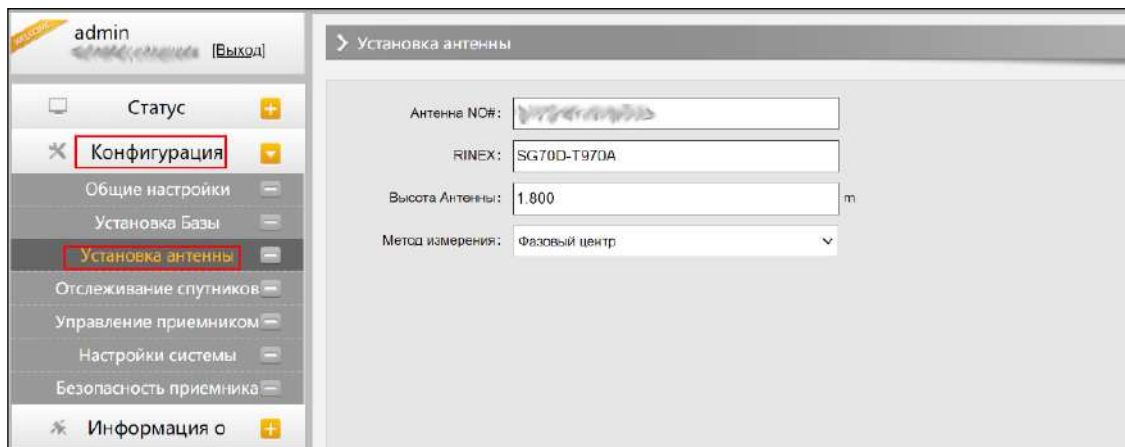 admin
[Выход]
Статус
Конфигурация
Общие настройки
Установка Базы
Установка антенны
Отслеживание спутников
Управление приемником
Настройки системы
Безопасность приемника
Информация о
Установка антенны
Антенна NO#:
RINEX: SG70D-T970A
Высота Антенны: 1.800 m
Метод измерения: Фазовый центр